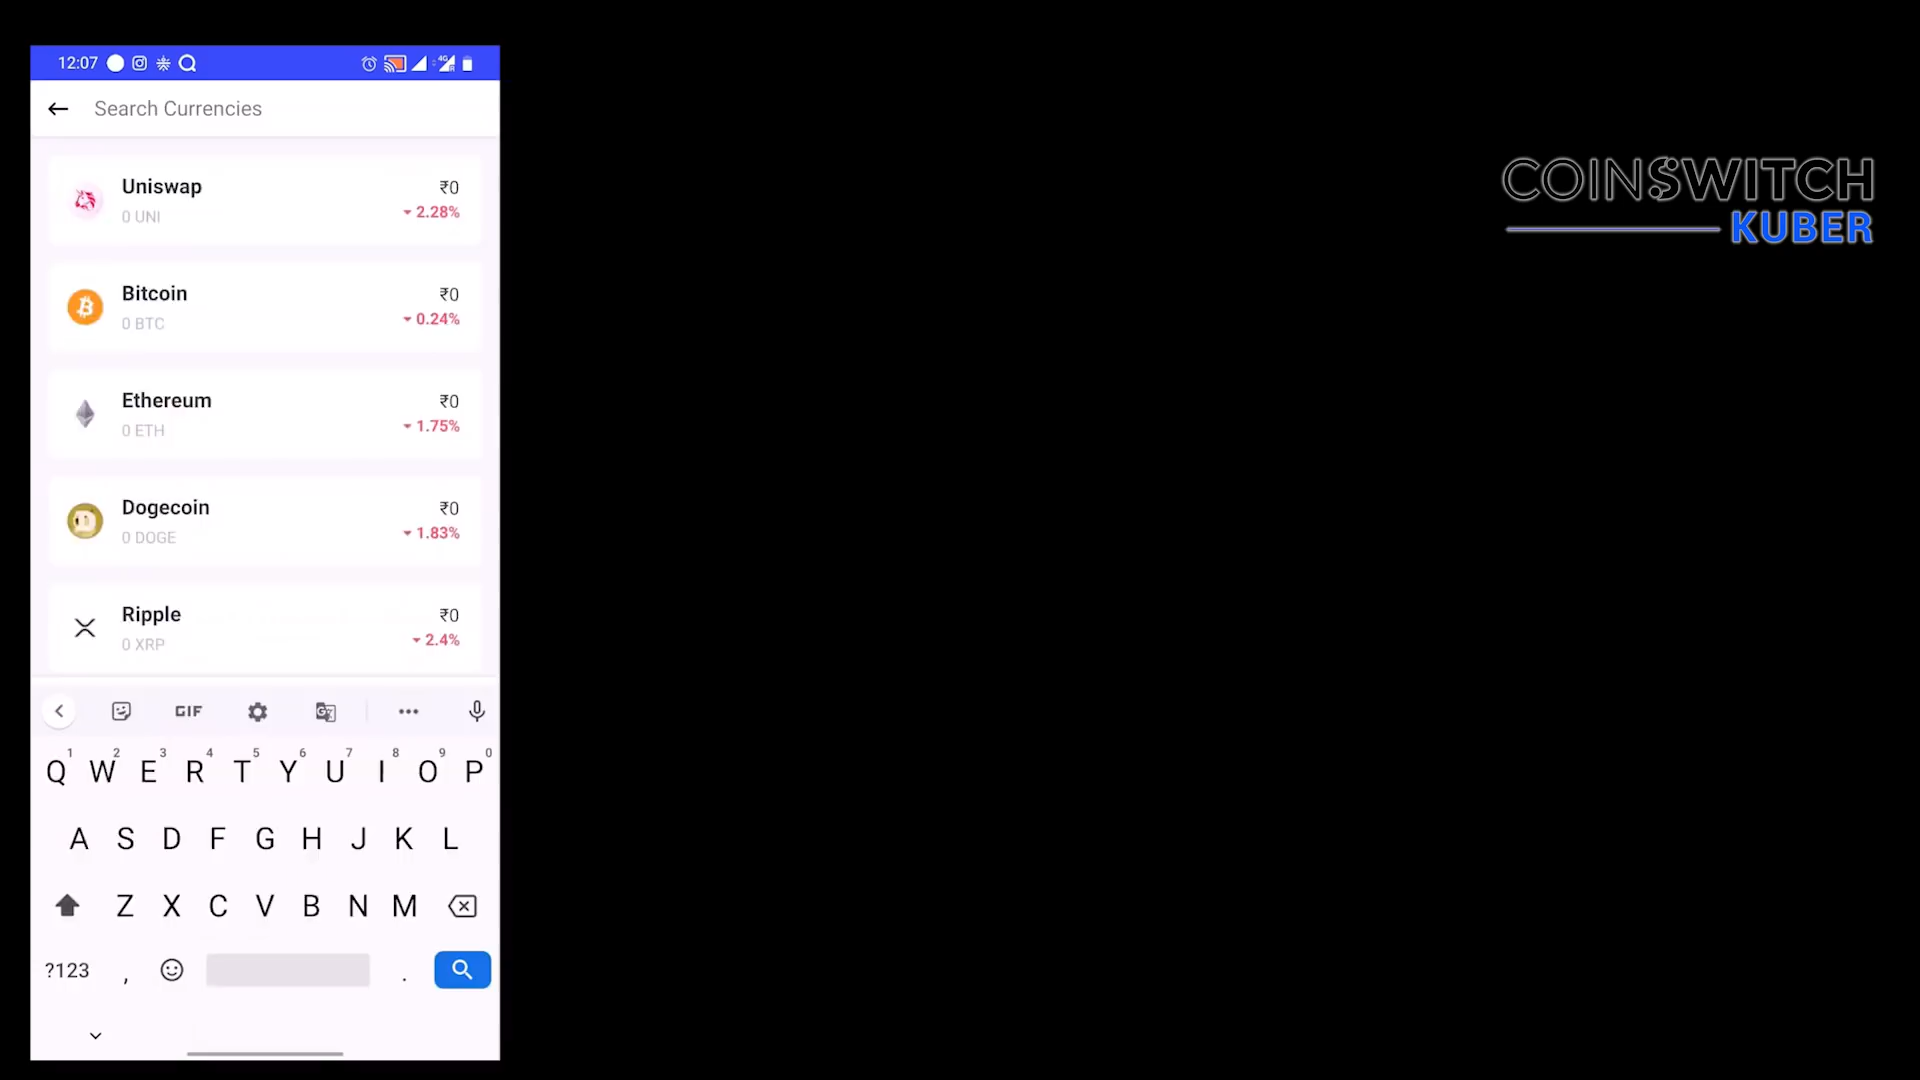 12:07
4G
R
Search Currencies
Uniswap
₹0
0 UNI
2.28%
Bitcoin
₹0
0 BTC
0.24%
Ethereum
₹0
0 ETH
1.75%
Dogecoin
₹0
0 DOGE
1.83%
Ripple
₹0
0 XRP
2.4%
GIF
1 2 3 4 5 6 7 8 9 0
Q W E R T Y U I O P
A S D F G H J K L
Z X C V B N M
?123 , .
COINSWITCH
KUBER